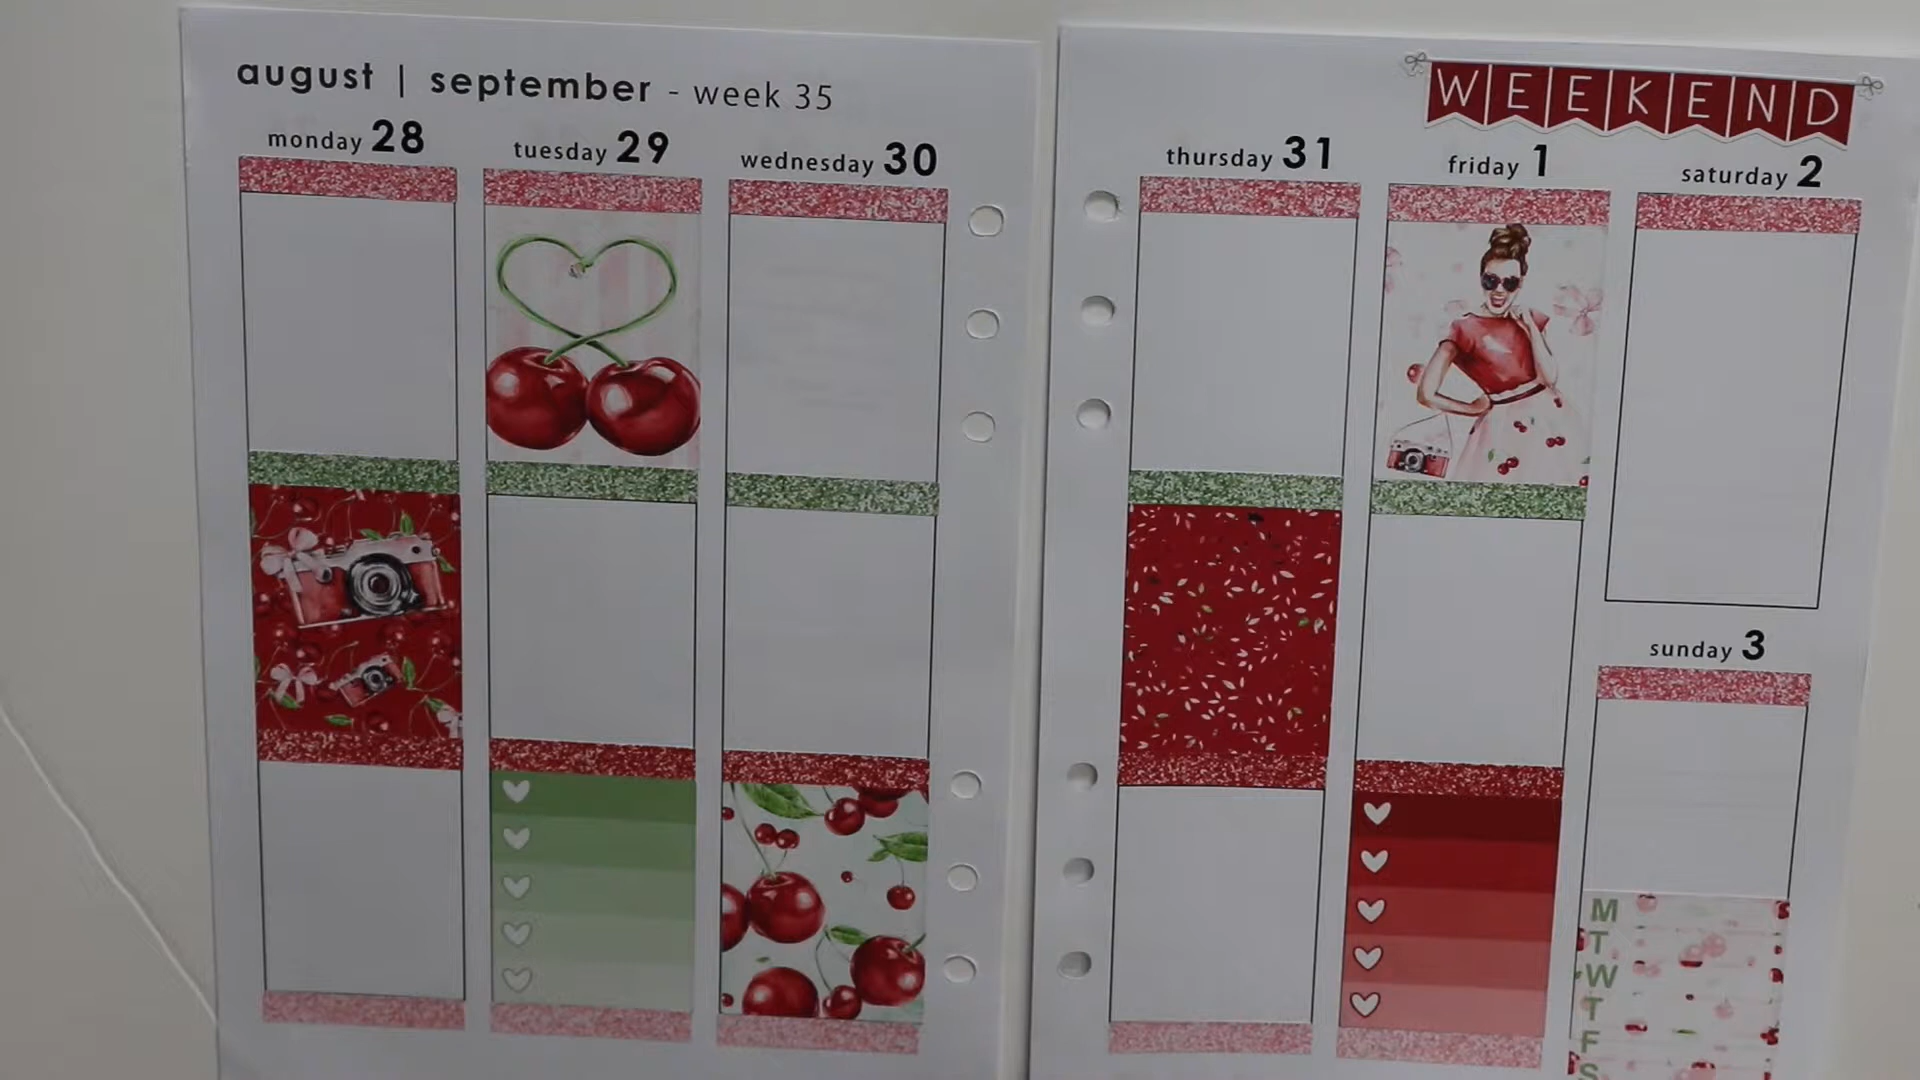 august | september - week 35
monday 28
tuesday 29
wednesday 30
WEEKEND
thursday 31
friday 1
saturday 2
sunday 3
M
T
W
T
F
S